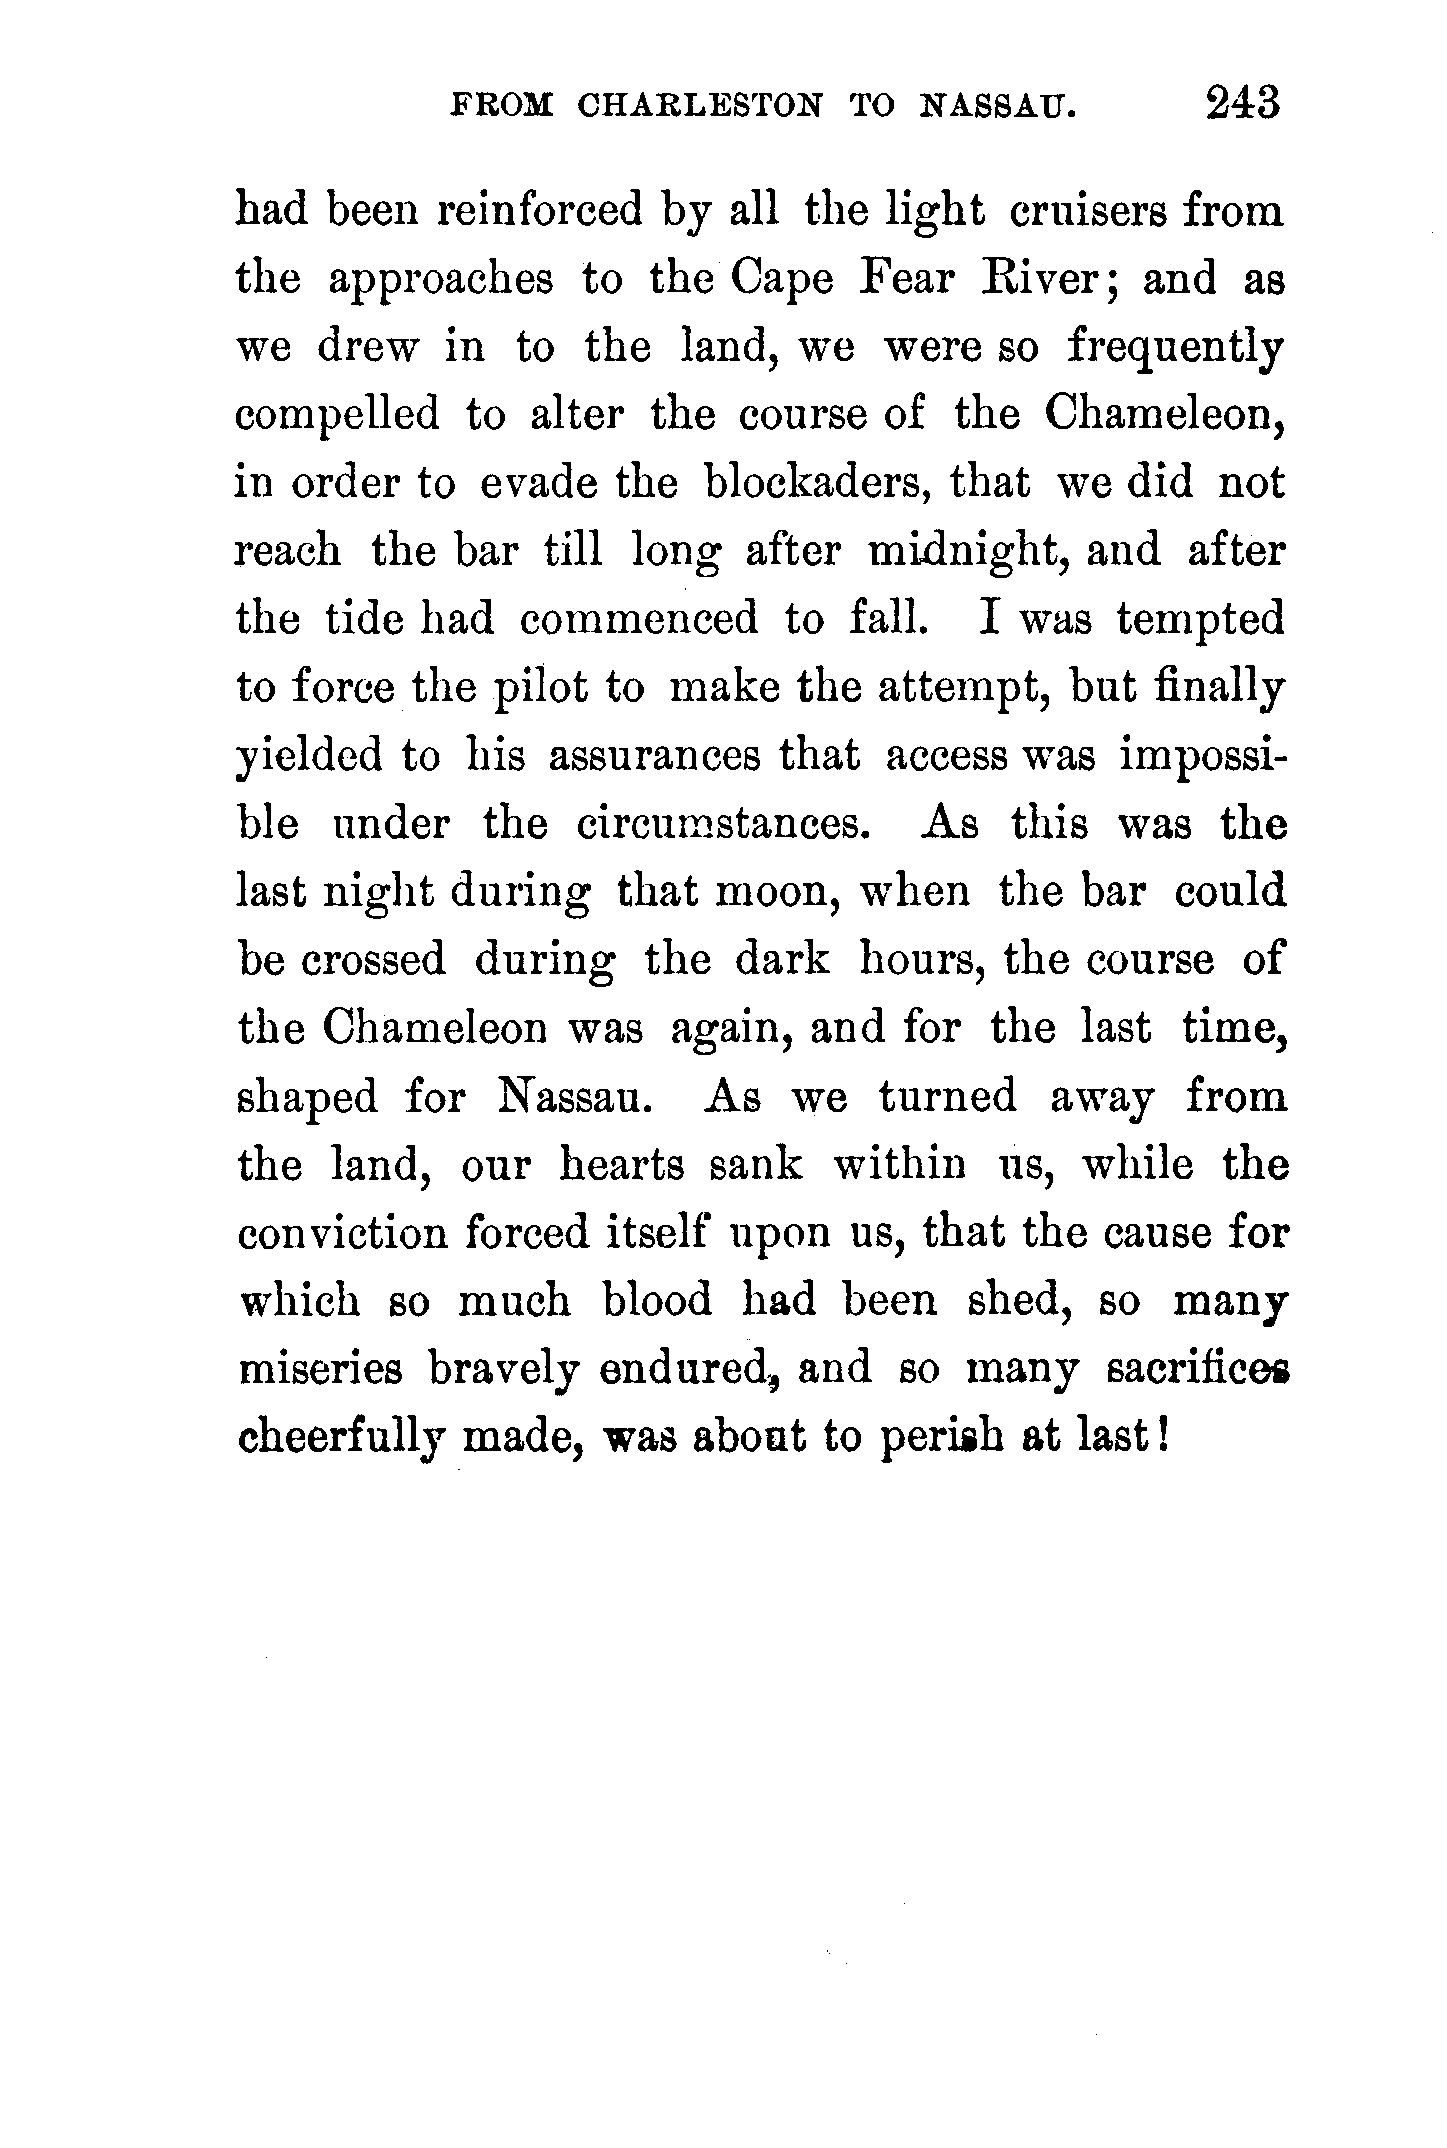 FROM CHARLESTON TO NASSAU. 243
had been reinforced by all the light cruisers from
the approaches to the Cape Fear River; and as
we drew in to the land, we were so frequently
compelled to alter the course of the Chameleon,
in order to evade the blockaders, that we did not
reach the bar till long after midnight, and after
the tide had commenced to fall. I was tempted
to force the pilot to make the attempt, but finally
yielded to his assurances that access was impossi-
ble under the circumstances. As this was the
last night during that moon, when the bar could
be crossed during the dark hours, the course of
the Chameleon was again, and for the last time,
shaped for Nassau. As we turned away from
the land, our hearts sank within us, while the
conviction forced itself upon us, that the cause for
which so much blood had been shed, so many
miseries bravely endured, and so many sacrifices
cheerfully made, was about to perish at last!